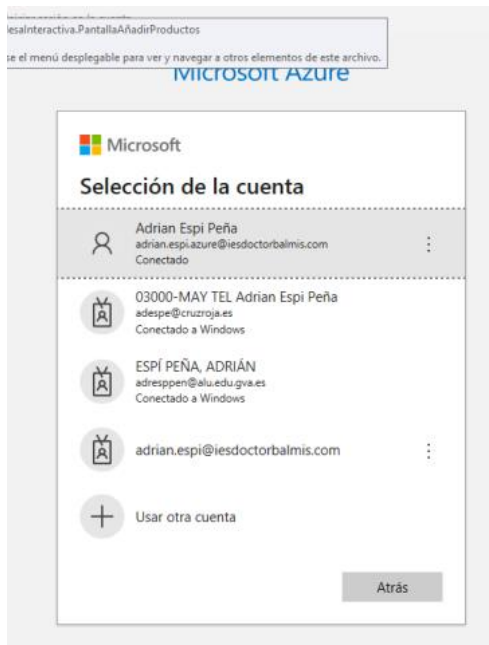 esaInteractiva.PantallaAñadirProductos
se el menú desplegable para ver y navegar a otros elementos de este archivo.
Microsoft Azure
Microsoft
Selección de la cuenta
Adrian Espi Peña
adrian.espi.azure@iesdoctorbalmis.com
Conectado
03000-MAY TEL Adrian Espi Peña
adespe@cruzroja.es
Conectado a Windows
ESPÍ PEÑA, ADRIÁN
adresppen@alu.edu.gva.es
Conectado a Windows
adrian.espi@iesdoctorbalmis.com
Usar otra cuenta
Atrás